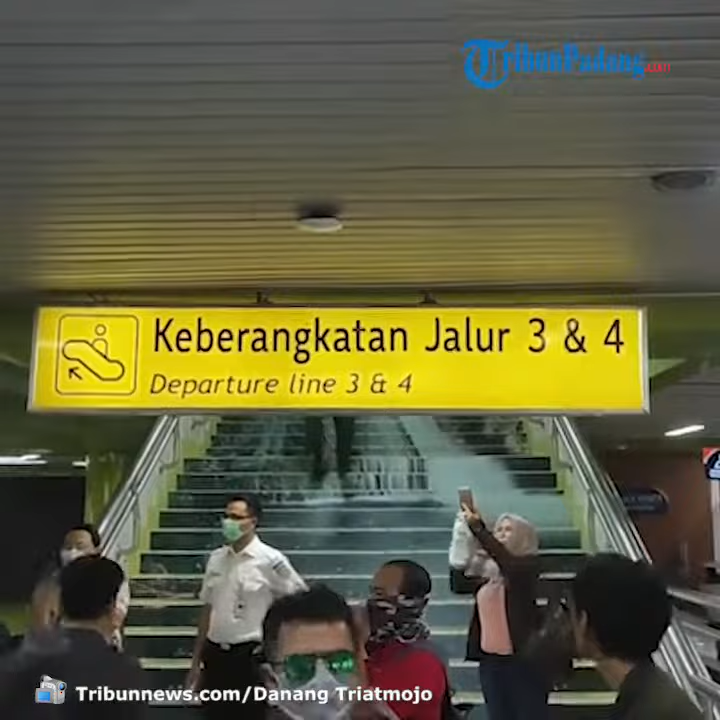 TribunPadang.com
Keberangkatan Jalur 3 & 4
Departure line 3 & 4
Tribunnews.com/Danang Triatmojo